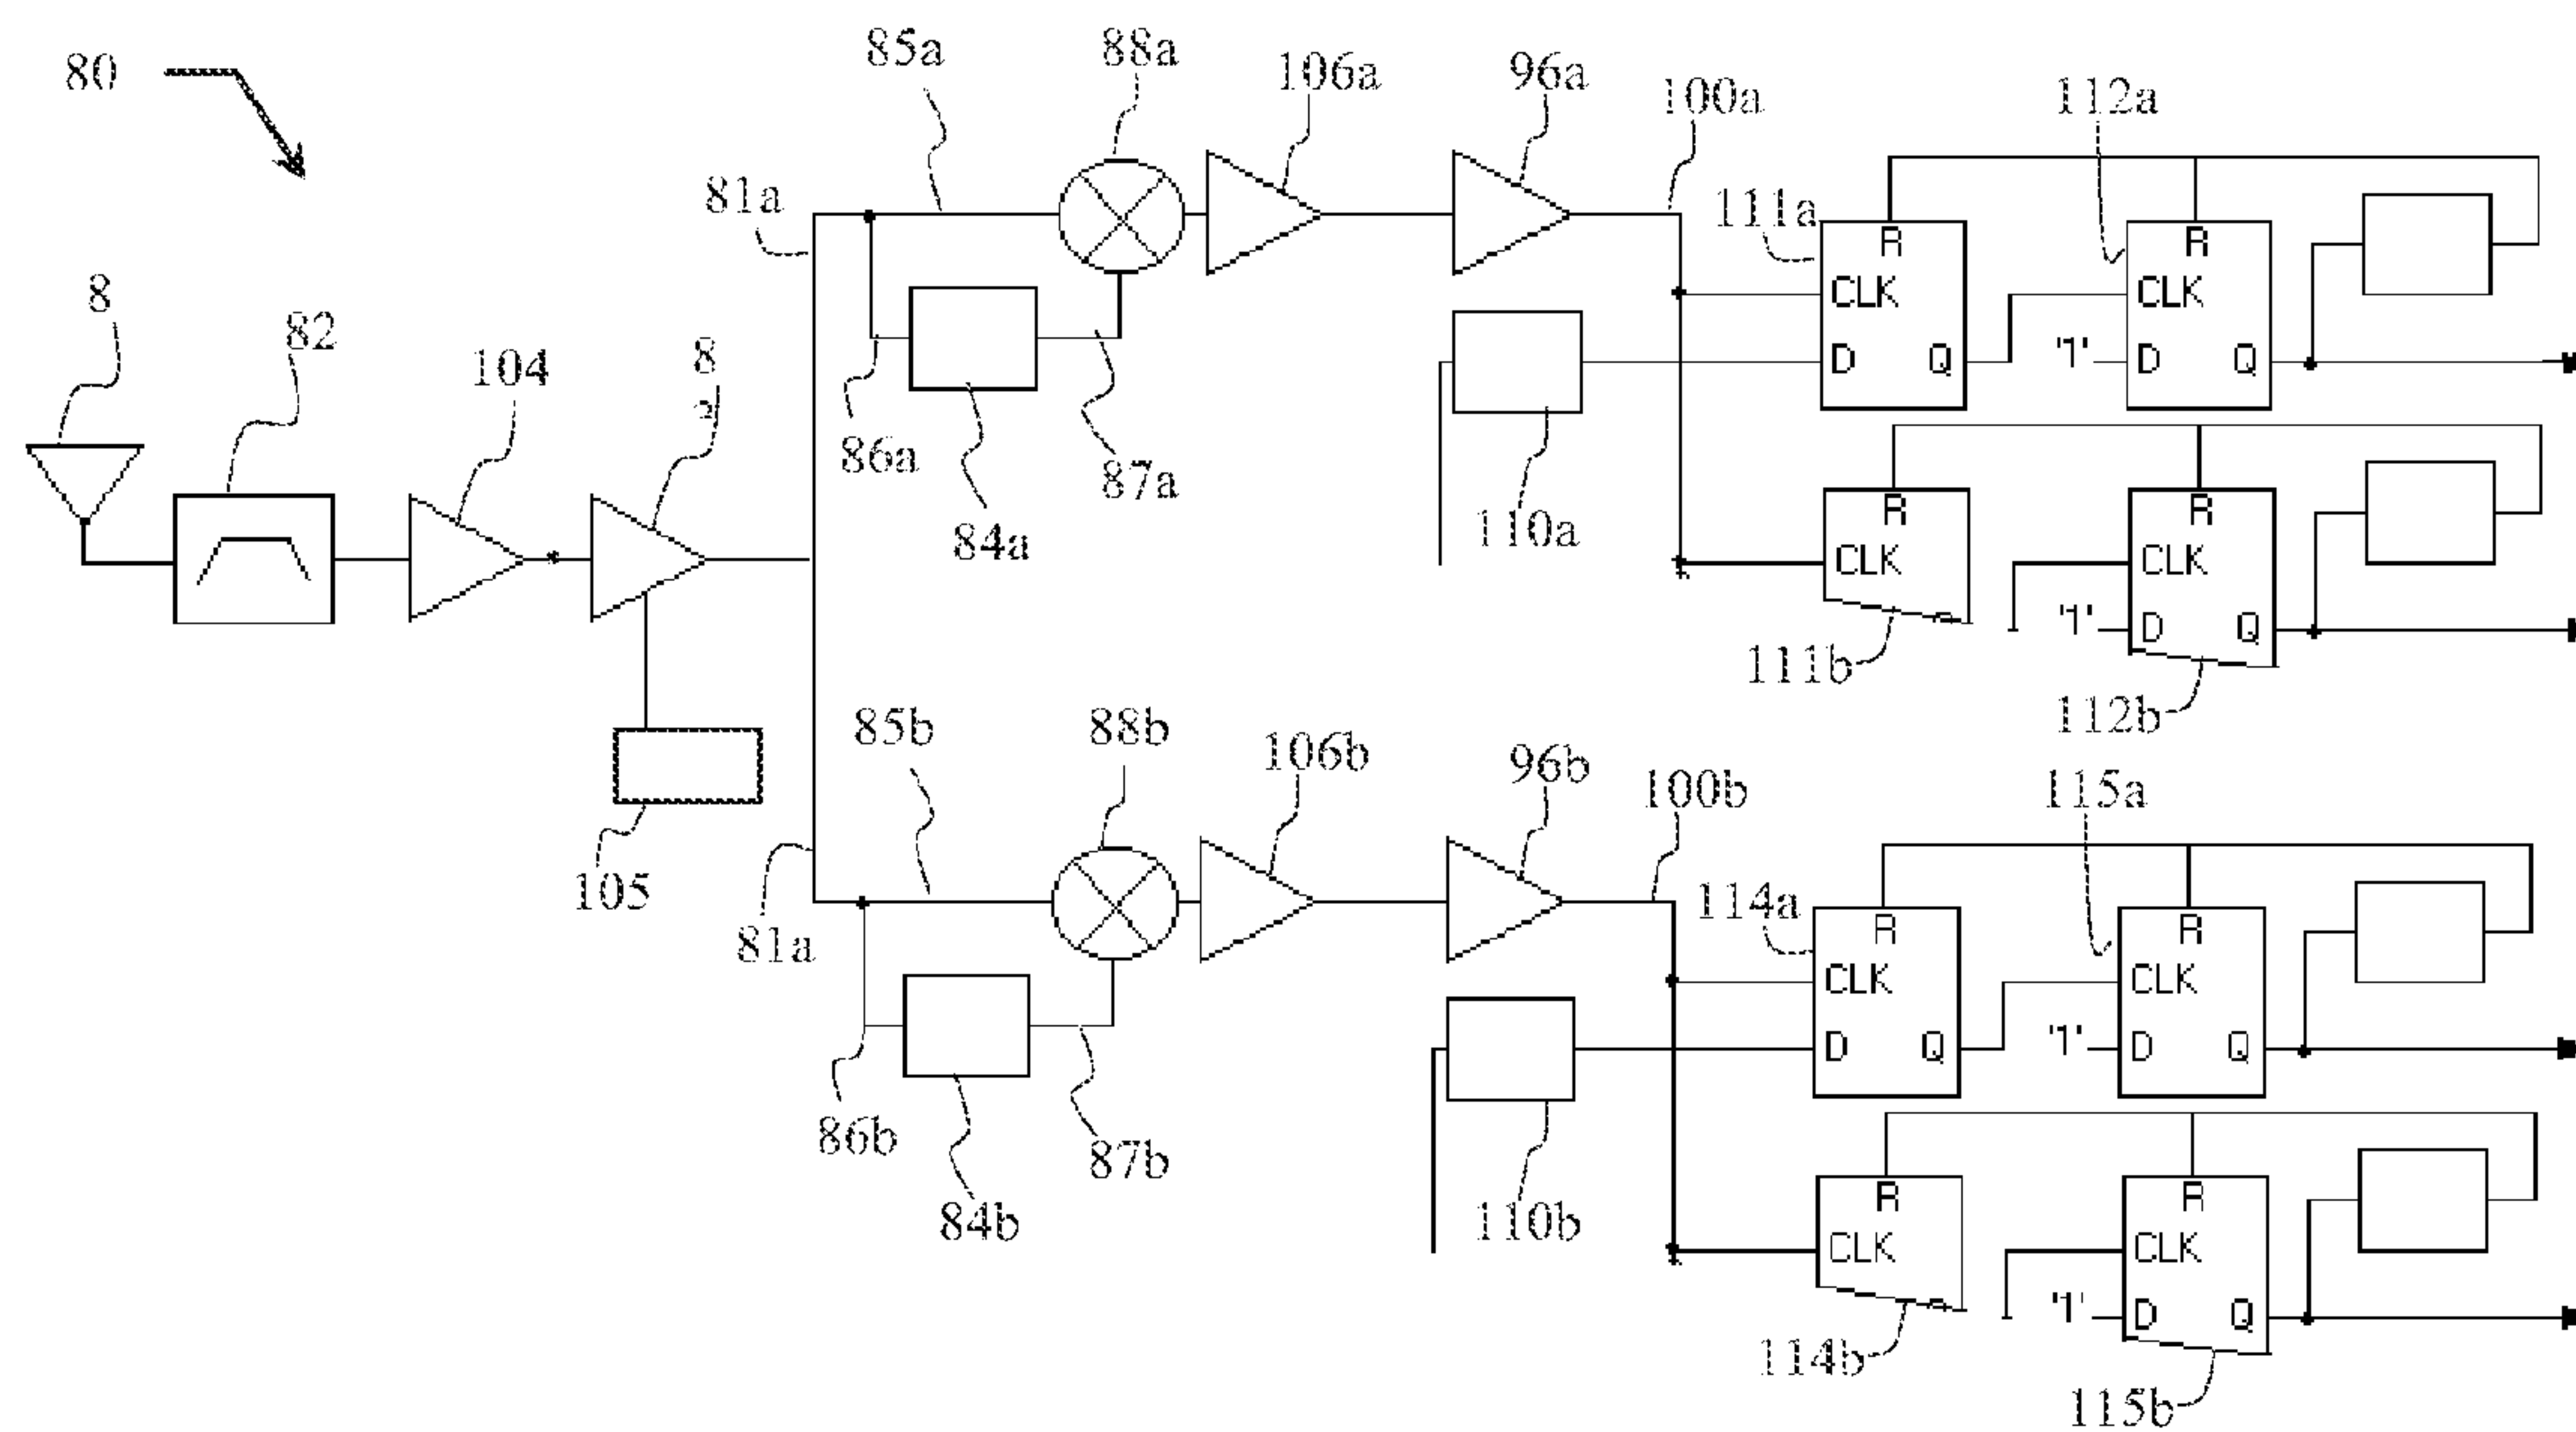 80
85a
88a
106a
96a
100a
112a
81a
111a
8
82
104
8
86a
84a
87a
110a
R
CLK
D Q
'1'
R
CLK
D Q
R
CLK
111b
'1'
R
CLK
D Q
112b
105
85b
88b
106b
96b
100b
115a
81a
114a
86b
84b
87b
110b
R
CLK
D Q
'1'
R
CLK
D Q
R
CLK
114b
'1'
R
CLK
D Q
115b